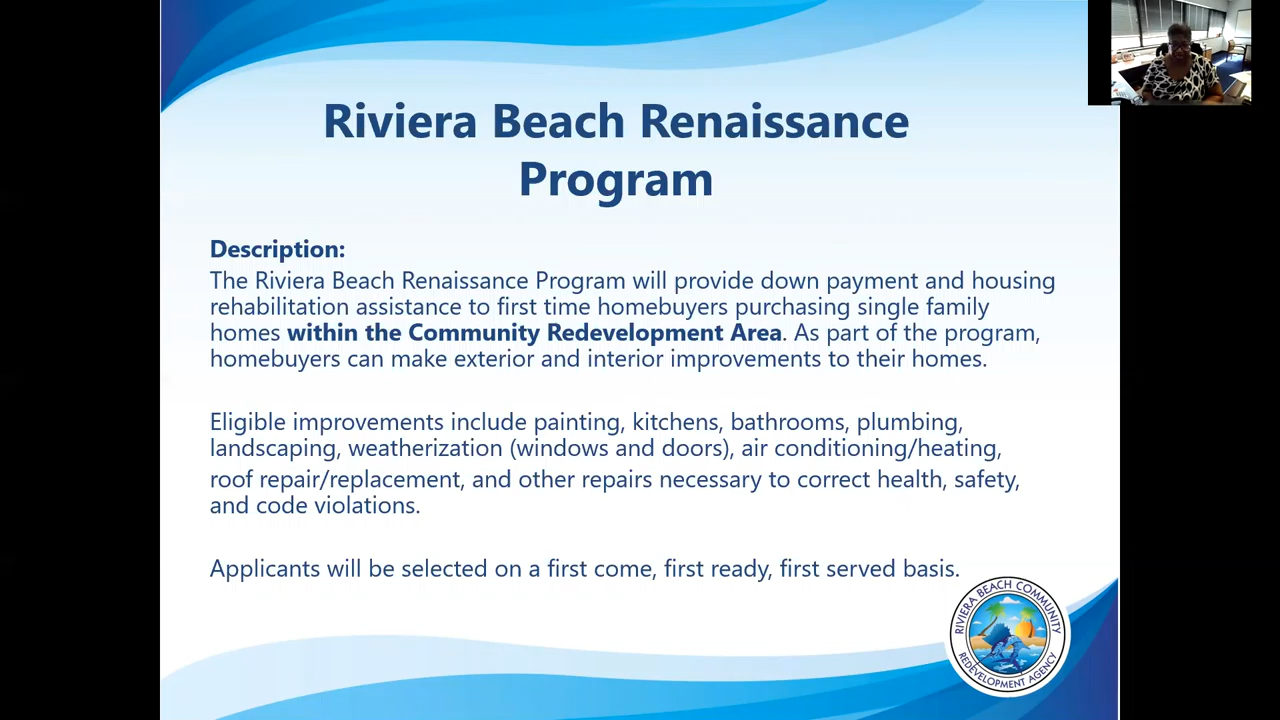 Riviera Beach Renaissance
Program
Description:
The Riviera Beach Renaissance Program will provide down payment and housing
rehabilitation assistance to first time homebuyers purchasing single family
homes within the Community Redevelopment Area. As part of the program,
homebuyers can make exterior and interior improvements to their homes.
Eligible improvements include painting, kitchens, bathrooms, plumbing,
landscaping, weatherization (windows and doors), air conditioning/heating,
roof repair/replacement, and other repairs necessary to correct health, safety,
and code violations.
Applicants will be selected on a first come, first ready, first served basis.
RIVIERA BEACH COMMUNITY
REDEVELOPMENT AGENCY